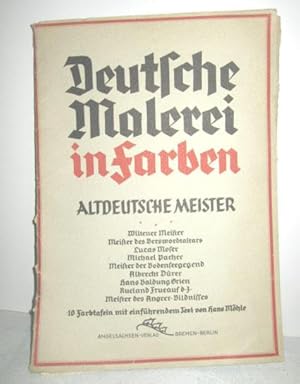 Deutsche
Malerei
in Farben
ALTDEUTSCHE MEISTER
Wiltener Meister
Meister des Berswordtaltars
Lucas Moser
Michael Pacher
Meister der Bodenseegegend
Albrecht Dürer
Hans Baldung Grien
Rueland Frueauf d. J.
Meister des Angrer-Bildnisses
10 Farbtafeln mit einführendem Text von Hans Möhle
ANGELSACHSEN-VERLAG BREMEN-BERLIN